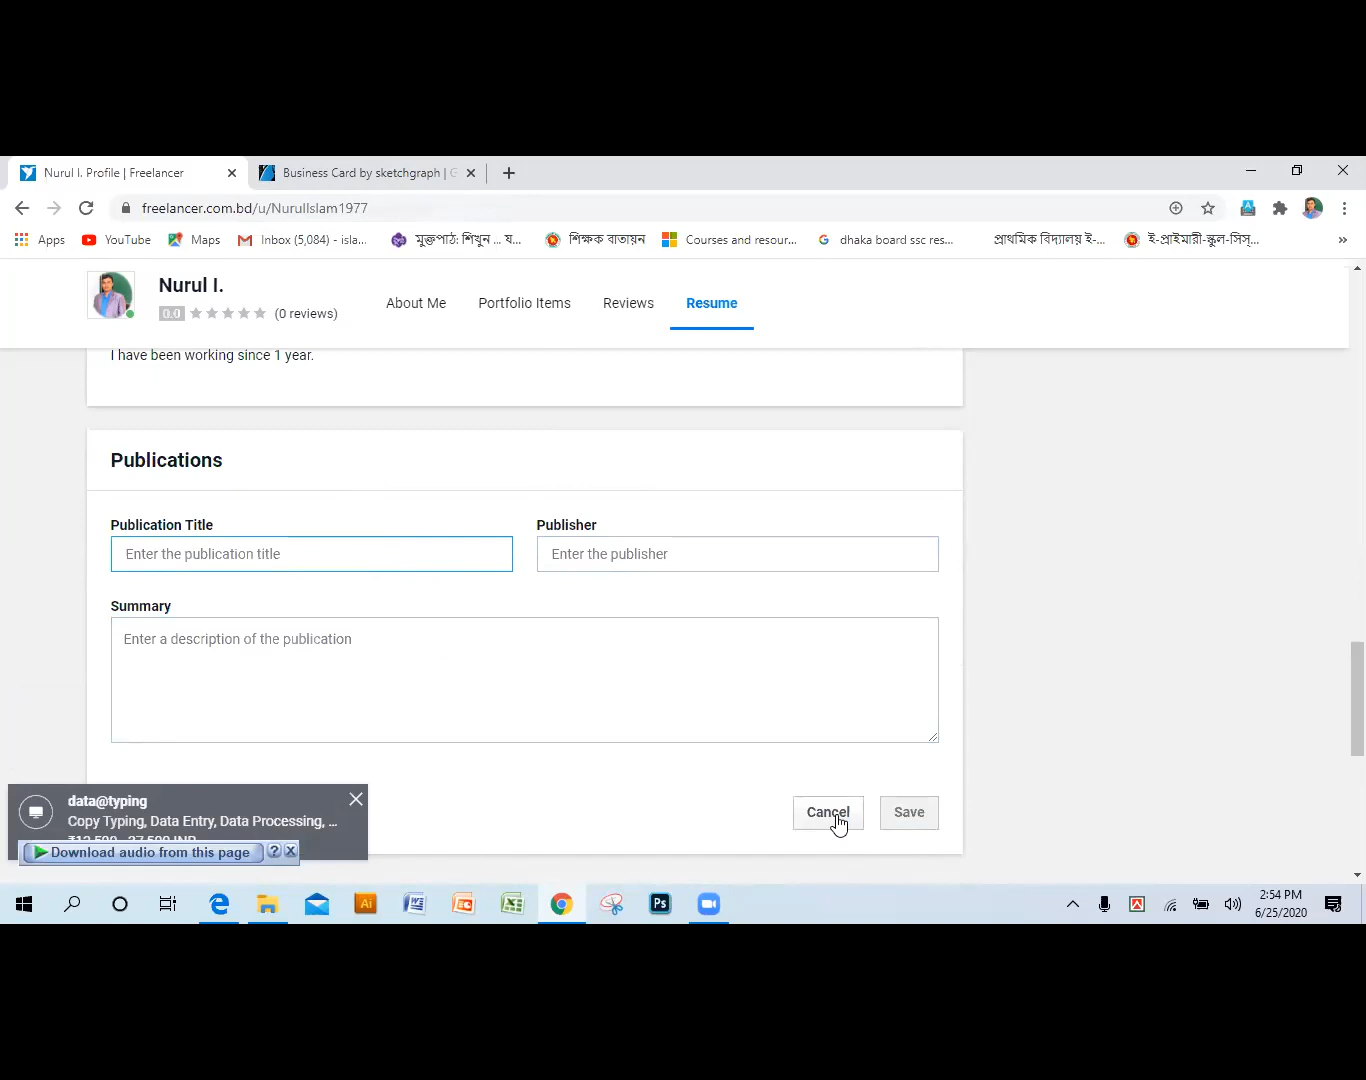 Nurul I. Profile | Freelancer
Business Card by sketchgraph | G
freelancer.com.bd/u/NurulIslam1977
Apps
YouTube
Maps
Inbox (5,084) - isla...
মুক্তপাঠ: শিখুন ... য...
শিক্ষক বাতায়ন
Courses and resour...
dhaka board ssc res...
প্রাথমিক বিদ্যালয় ই-...
ই-প্রাইমারী-স্কুল-সিস্...
»
Nurul I.
0.0
(0 reviews)
About Me
Portfolio Items
Reviews
Resume
I have been working since 1 year.
Publications
Publication Title
Publisher
Enter the publication title
Enter the publisher
Summary
Enter a description of the publication
data@typing
Copy Typing, Data Entry, Data Processing, ...
Cancel
Save
Download audio from this page
?
Ai
Ps
2:54 PM
6/25/2020